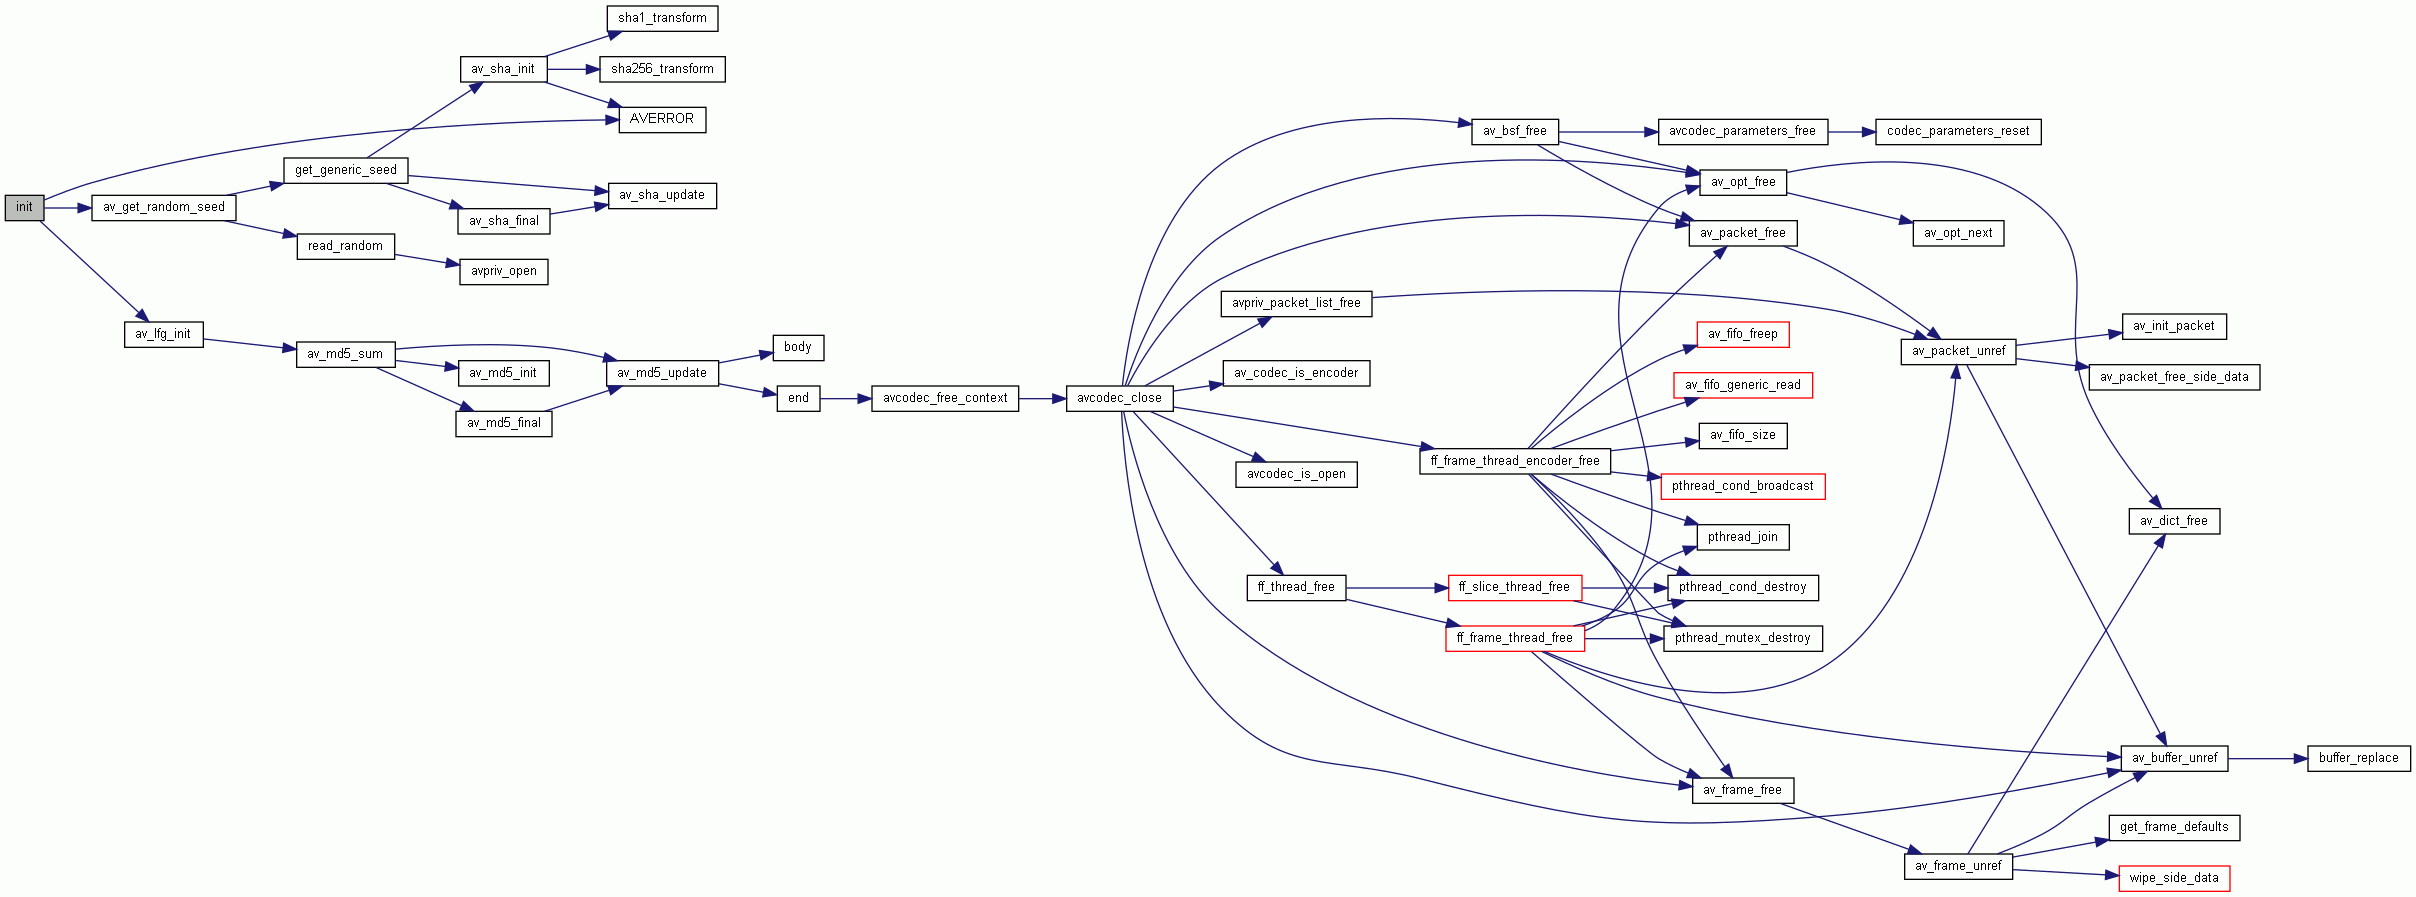 init
av_get_random_seed
av_lfg_init
get_generic_seed
read_random
av_md5_sum
av_sha_init
av_sha_final
avpriv_open
av_md5_init
av_md5_final
sha1_transform
sha256_transform
AVERROR
av_sha_update
av_md5_update
body
end
avcodec_free_context
avcodec_close
avpriv_packet_list_free
av_codec_is_encoder
avcodec_is_open
ff_thread_free
av_bsf_free
ff_frame_thread_encoder_free
ff_slice_thread_free
ff_frame_thread_free
avcodec_parameters_free
av_opt_free
av_packet_free
av_fifo_freep
av_fifo_generic_read
av_fifo_size
pthread_cond_broadcast
pthread_join
pthread_cond_destroy
pthread_mutex_destroy
av_frame_free
codec_parameters_reset
av_opt_next
av_packet_unref
av_frame_unref
av_init_packet
av_packet_free_side_data
av_dict_free
av_buffer_unref
get_frame_defaults
wipe_side_data
buffer_replace